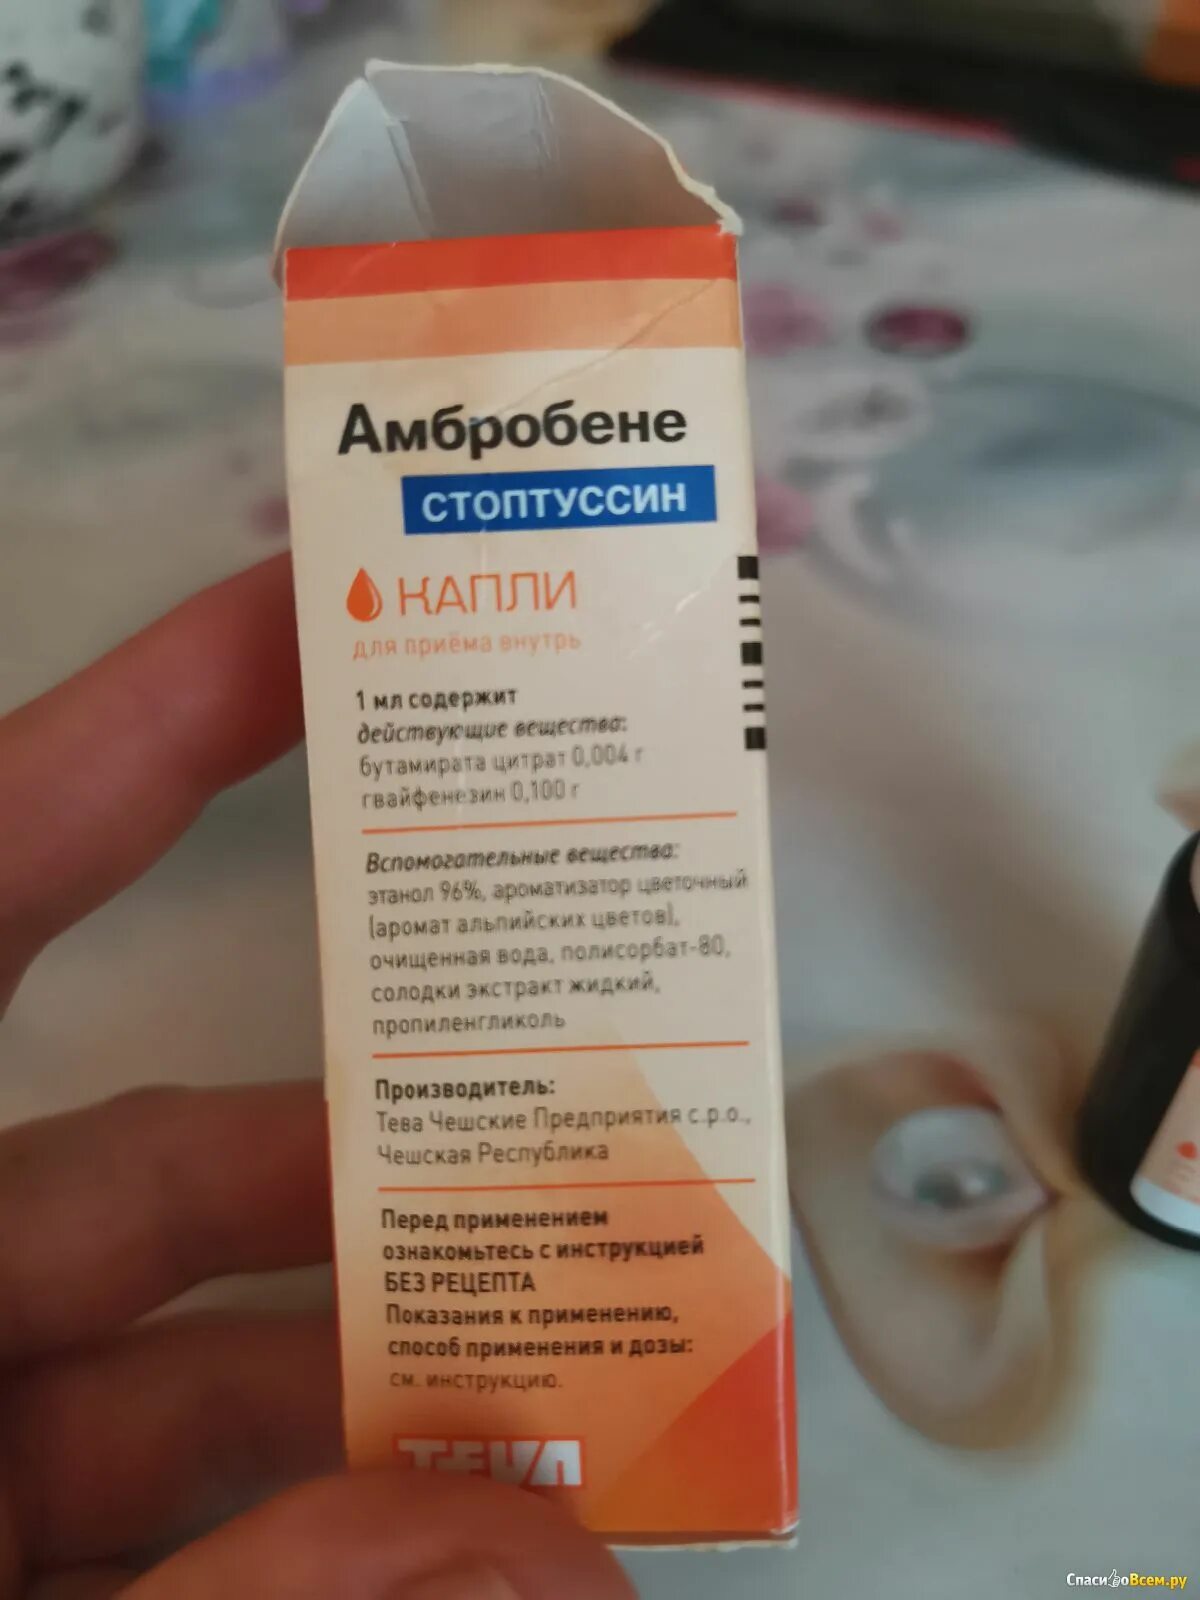 Амбробене
СТОПТУССИН
КАПЛИ
для приёма внутрь
1 мл содержит
действующие вещества:
бутамирата цитрат 0,004 г
гвайфенезин 0,100 г
Вспомогательные вещества:
этанол 96%, ароматизатор цветочный
(аромат альпийских цветов),
очищенная вода, полисорбат-80,
солодки экстракт жидкий,
пропиленгликоль
Производитель:
Тева Чешские Предприятия с.р.о.,
Чешская Республика
Перед применением
ознакомьтесь с инструкцией
БЕЗ РЕЦЕПТА
Показания к применению,
способ применения и дозы:
см. инструкцию.
TEVA
СпасибоВсем.ру